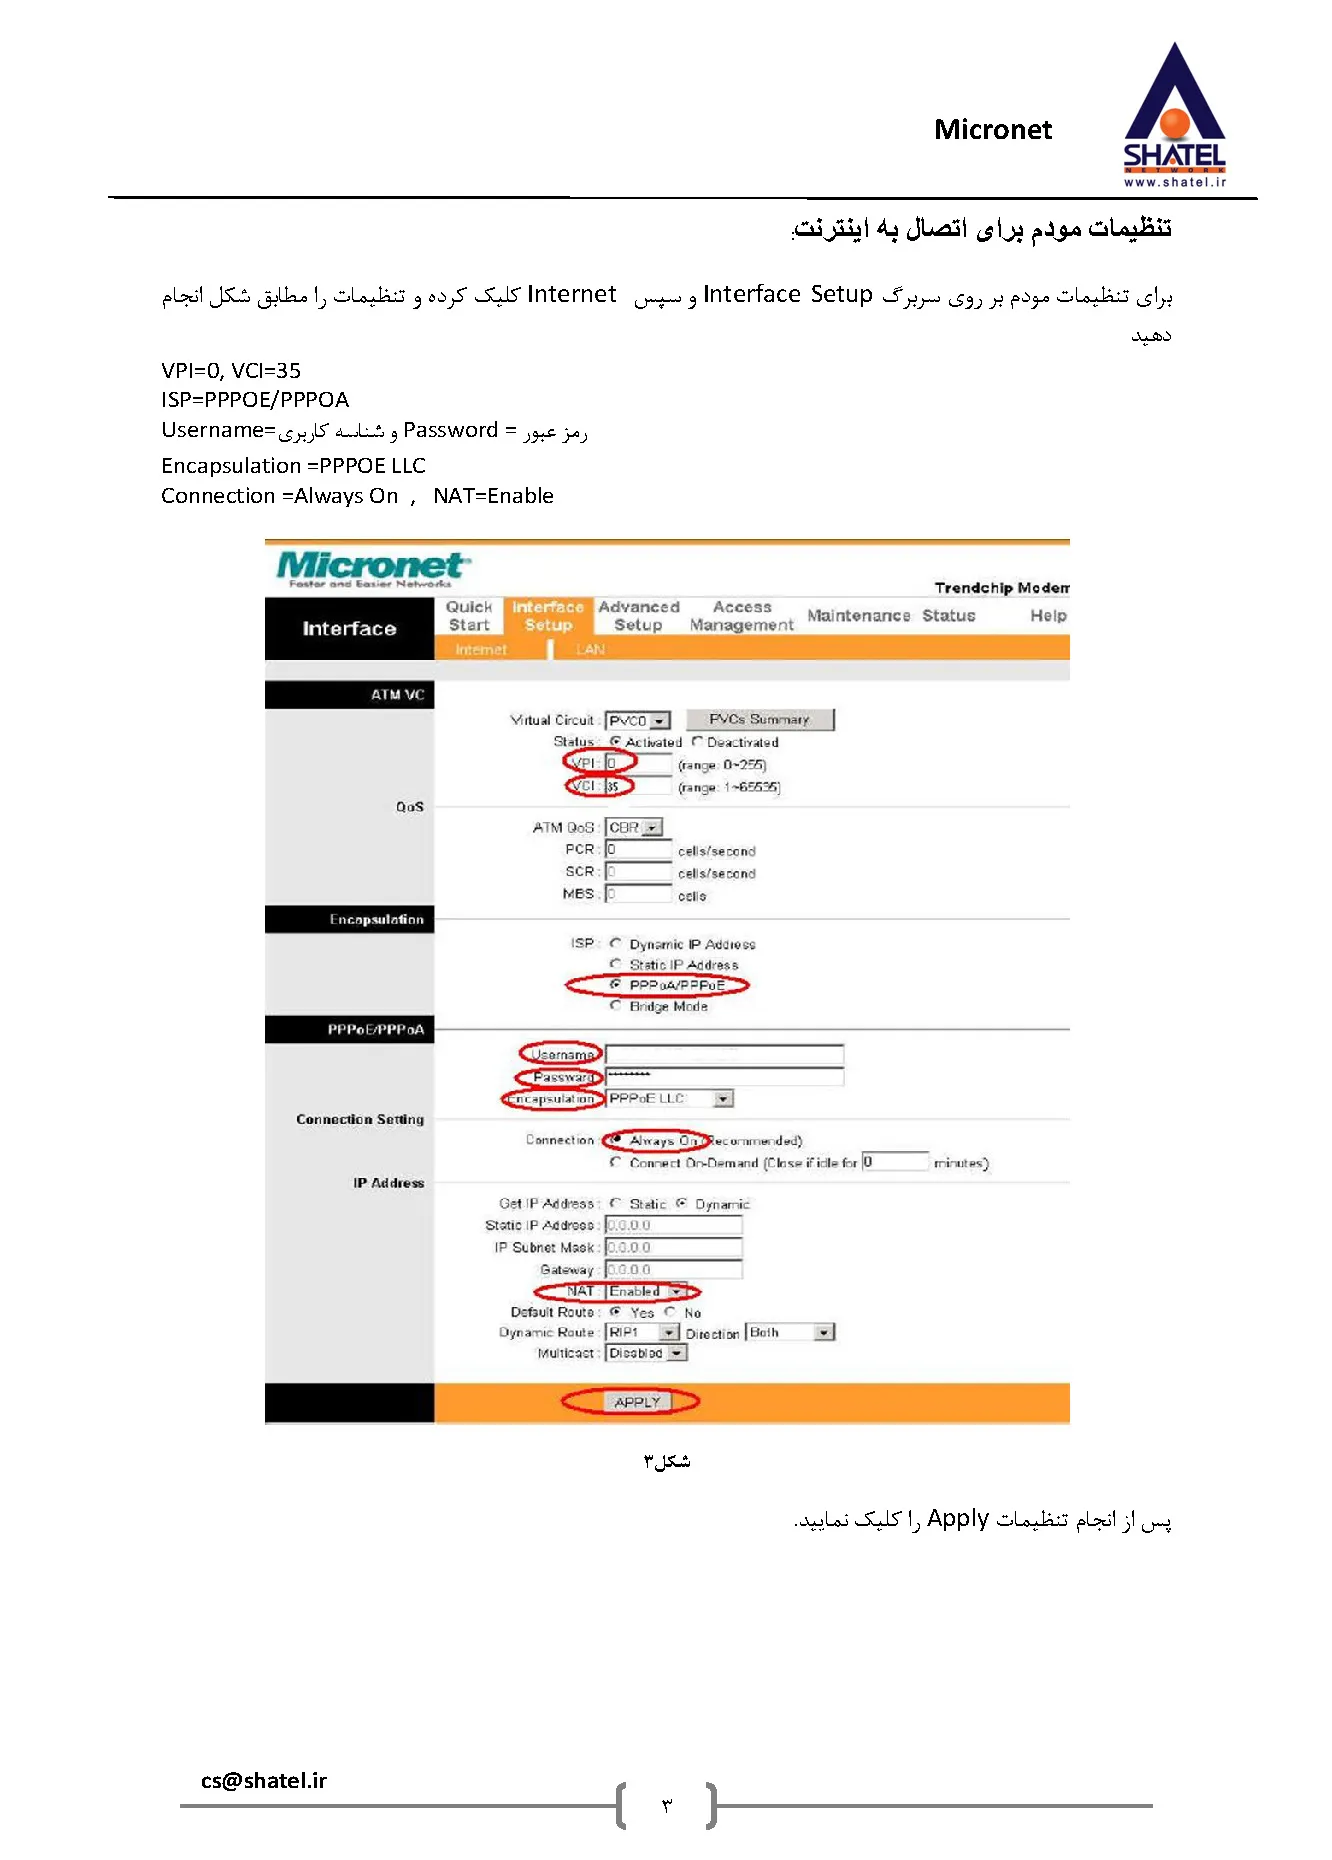 Micronet
SHATEL
NETWORK
www.shatel.ir
تنظیمات مودم برای اتصال به اینترنت:
برای تنظیمات مودم بر روی سربرگ Interface Setup و سپس Internet کلیک کرده و تنظیمات را مطابق شکل انجام
دهید
VPI=0, VCI=35
ISP=PPPOE/PPPOA
Username=رمز عبور = Password و شناسه کاربری
Encapsulation =PPPOE LLC
Connection =Always On , NAT=Enable
Micronet
Faster and Easier Networks
Trendchip Modem
Interface
Quick Start
Interface Setup
Advanced Setup
Access Management
Maintenance
Status
Help
Internet
LAN
ATM VC
Virtual Circuit : PVC0 PVCs Summary
Status : Activated Deactivated
VPI : 0 (range: 0~255)
VCI : 35 (range: 1~65535)
QoS
ATM QoS : CBR
PCR : 0 cells/second
SCR : 0 cells/second
MBS : 0 cells
Encapsulation
ISP : Dynamic IP Address
Static IP Address
PPPoA/PPPoE
Bridge Mode
PPPoE/PPPoA
Username
Password ********
Encapsulation PPPoE LLC
Connection Setting
Connection : Always On (Recommended)
Connect On-Demand (Close if idle for 0 minutes)
IP Address
Get IP Address : Static Dynamic
Static IP Address : 0.0.0.0
IP Subnet Mask : 0.0.0.0
Gateway : 0.0.0.0
NAT : Enabled
Default Route : Yes No
Dynamic Route : RIP1 Direction Both
Multicast : Disabled
APPLY
شکل۳
پس از انجام تنظیمات Apply را کلیک نمایید.
cs@shatel.ir
۳